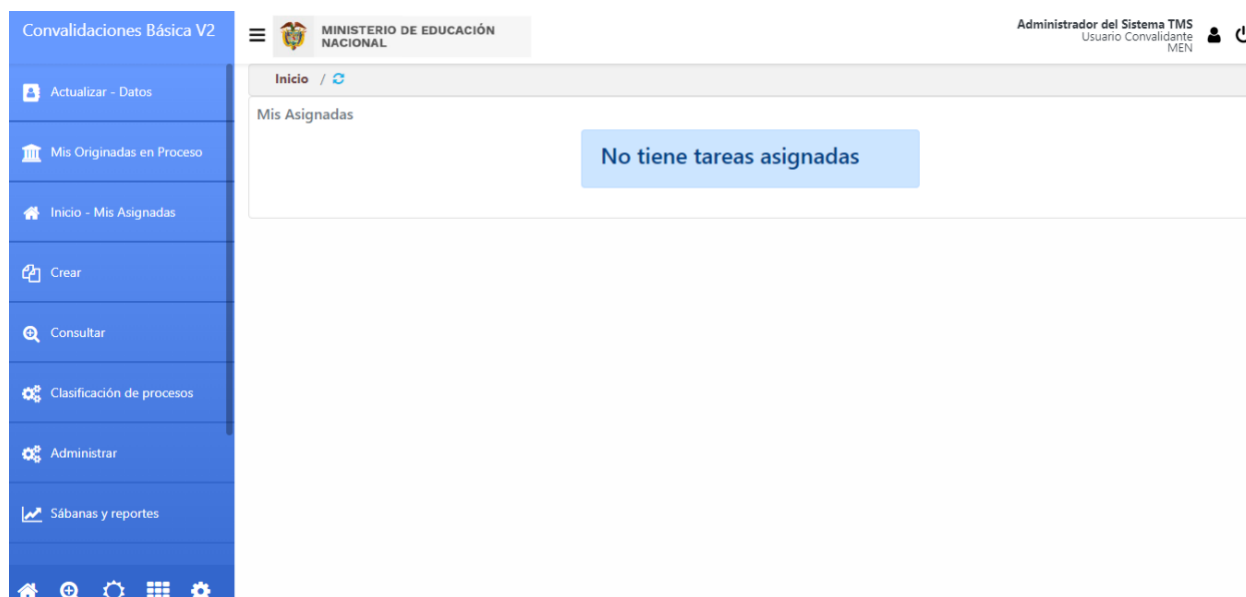 Convalidaciones Básica V2
MINISTERIO DE EDUCACIÓN
NACIONAL
Administrador del Sistema TMS
Usuario Convalidante
MEN
Actualizar - Datos
Mis Originadas en Proceso
Inicio - Mis Asignadas
Crear
Consultar
Clasificación de procesos
Administrar
Sábanas y reportes
Inicio /
Mis Asignadas
No tiene tareas asignadas